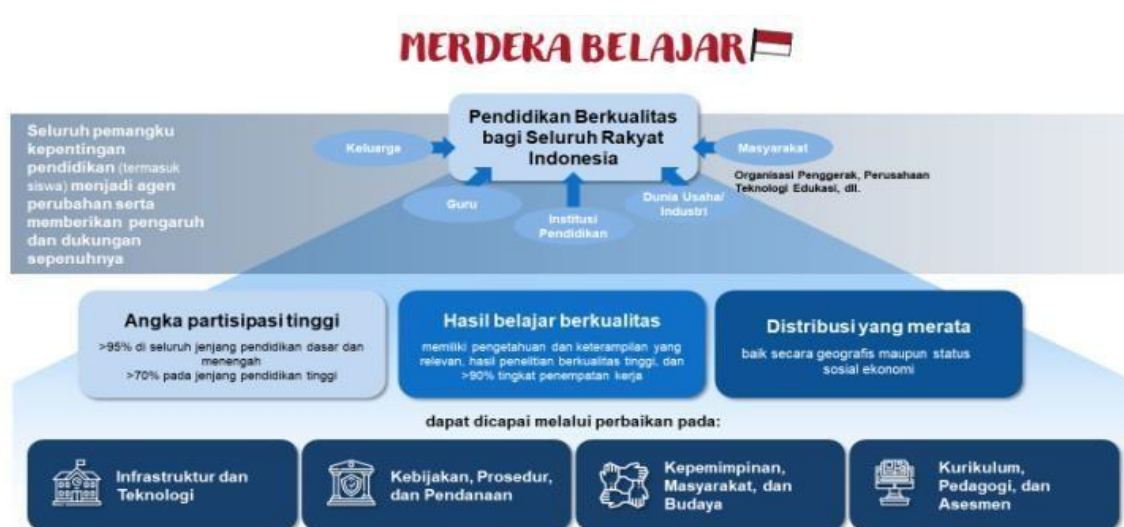 MERDEKA BELAJAR
Pendidikan Berkualitas
bagi Seluruh Rakyat
Indonesia
Seluruh pemangku
kepentingan
pendidikan (termasuk
siswa) menjadi agen
perubahan serta
memberikan pengaruh
dan dukungan
sepenuhnya
Keluarga
Guru
Institusi
Pendidikan
Dunia Usaha/
Industri
Masyarakat
Organisasi Penggerak, Perusahaan
Teknologi Edukasi, dll.
Angka partisipasi tinggi
>95% di seluruh jenjang pendidikan dasar dan
menengah
>70% pada jenjang pendidikan tinggi
Hasil belajar berkualitas
memiliki pengetahuan dan keterampilan yang
relevan, hasil penelitian berkualitas tinggi, dan
>90% tingkat penempatan kerja
Distribusi yang merata
baik secara geografis maupun status
sosial ekonomi
dapat dicapai melalui perbaikan pada:
Infrastruktur dan
Teknologi
Kebijakan, Prosedur,
dan Pendanaan
Kepemimpinan,
Masyarakat, dan
Budaya
Kurikulum,
Pedagogi, dan
Asesmen